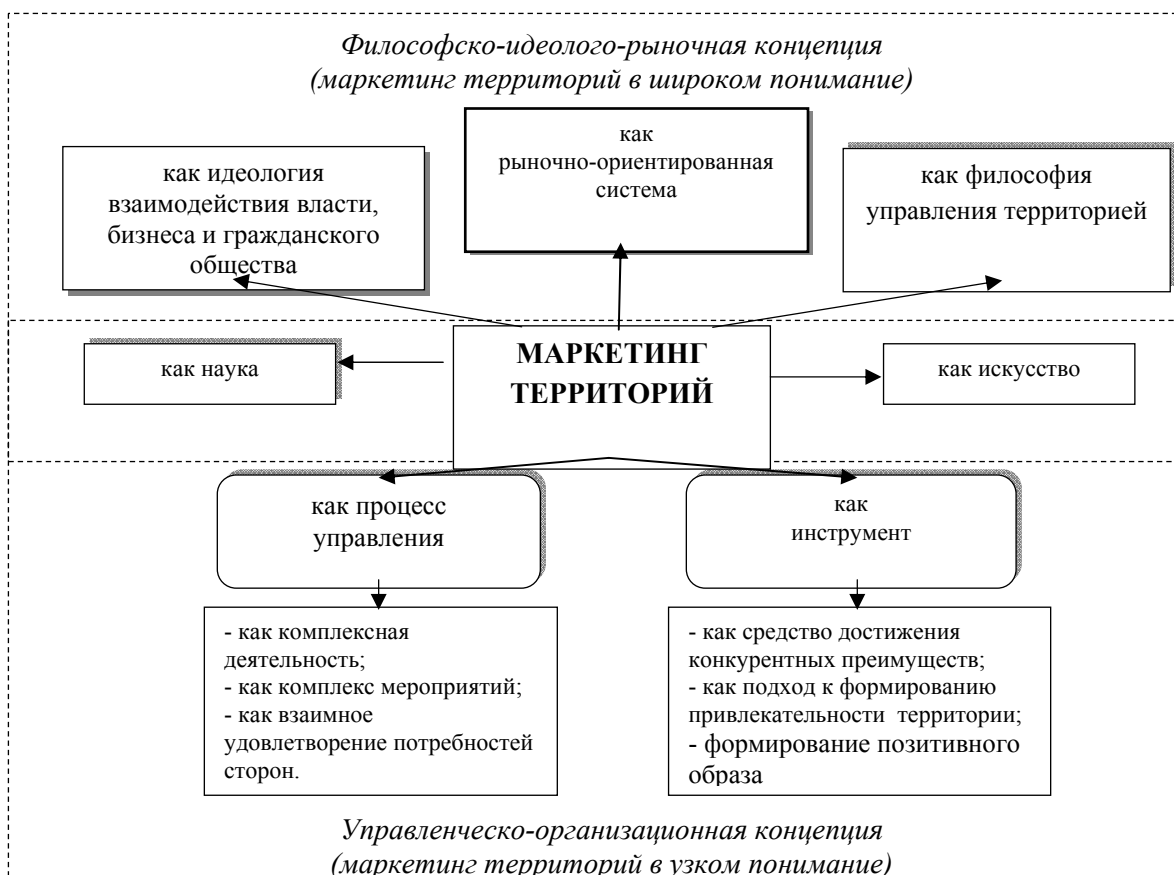 Философско-идеолого-рыночная концепция
(маркетинг территорий в широком понимание)
как идеология
взаимодействия власти,
бизнеса и гражданского
общества
как
рыночно-ориентированная
система
как философия
управления территорией
как наука
МАРКЕТИНГ
ТЕРРИТОРИЙ
как искусство
как процесс
управления
как
инструмент
- как комплексная
деятельность;
- как комплекс мероприятий;
- как взаимное
удовлетворение потребностей
сторон.
- как средство достижения
конкурентных преимуществ;
- как подход к формированию
привлекательности территории;
- формирование позитивного
образа
Управленческо-организационная концепция
(маркетинг территорий в узком понимание)